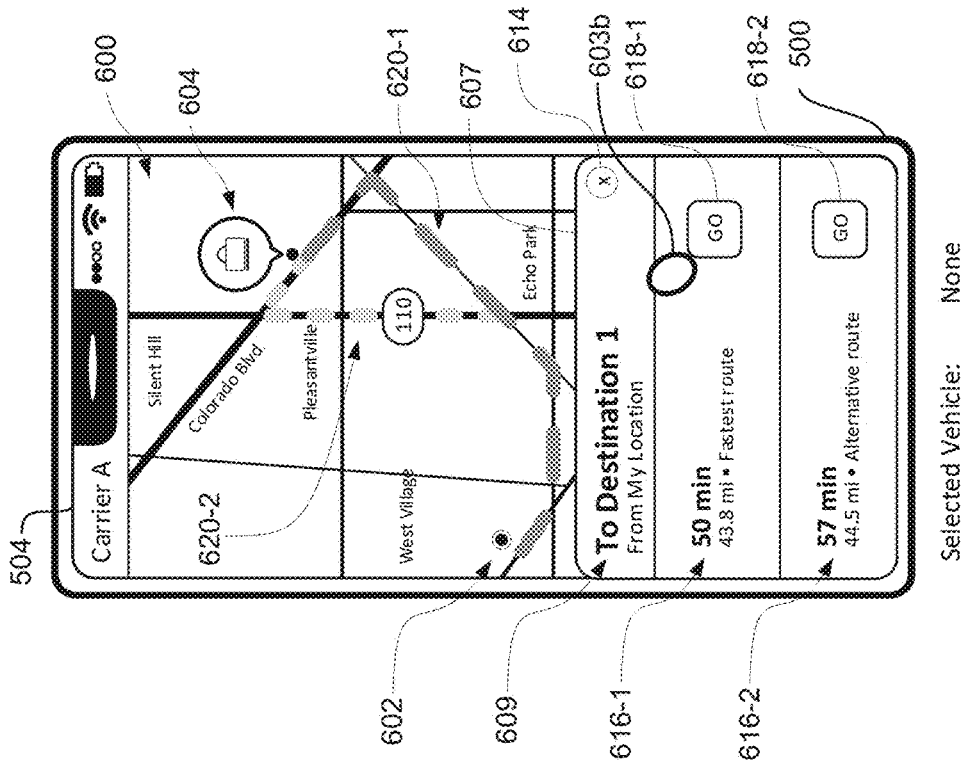 504
Carrier A
600
604
Silent Hill
Colorado Blvd.
Pleasantville
620-2
620-1
110
607
West Village
Echo Park
614
602
603b
x
609
To Destination 1
From My Location
618-1
616-1
50 min
43.8 mi • Fastest route
GO
618-2
616-2
57 min
44.5 mi • Alternative route
GO
500
Selected Vehicle: None